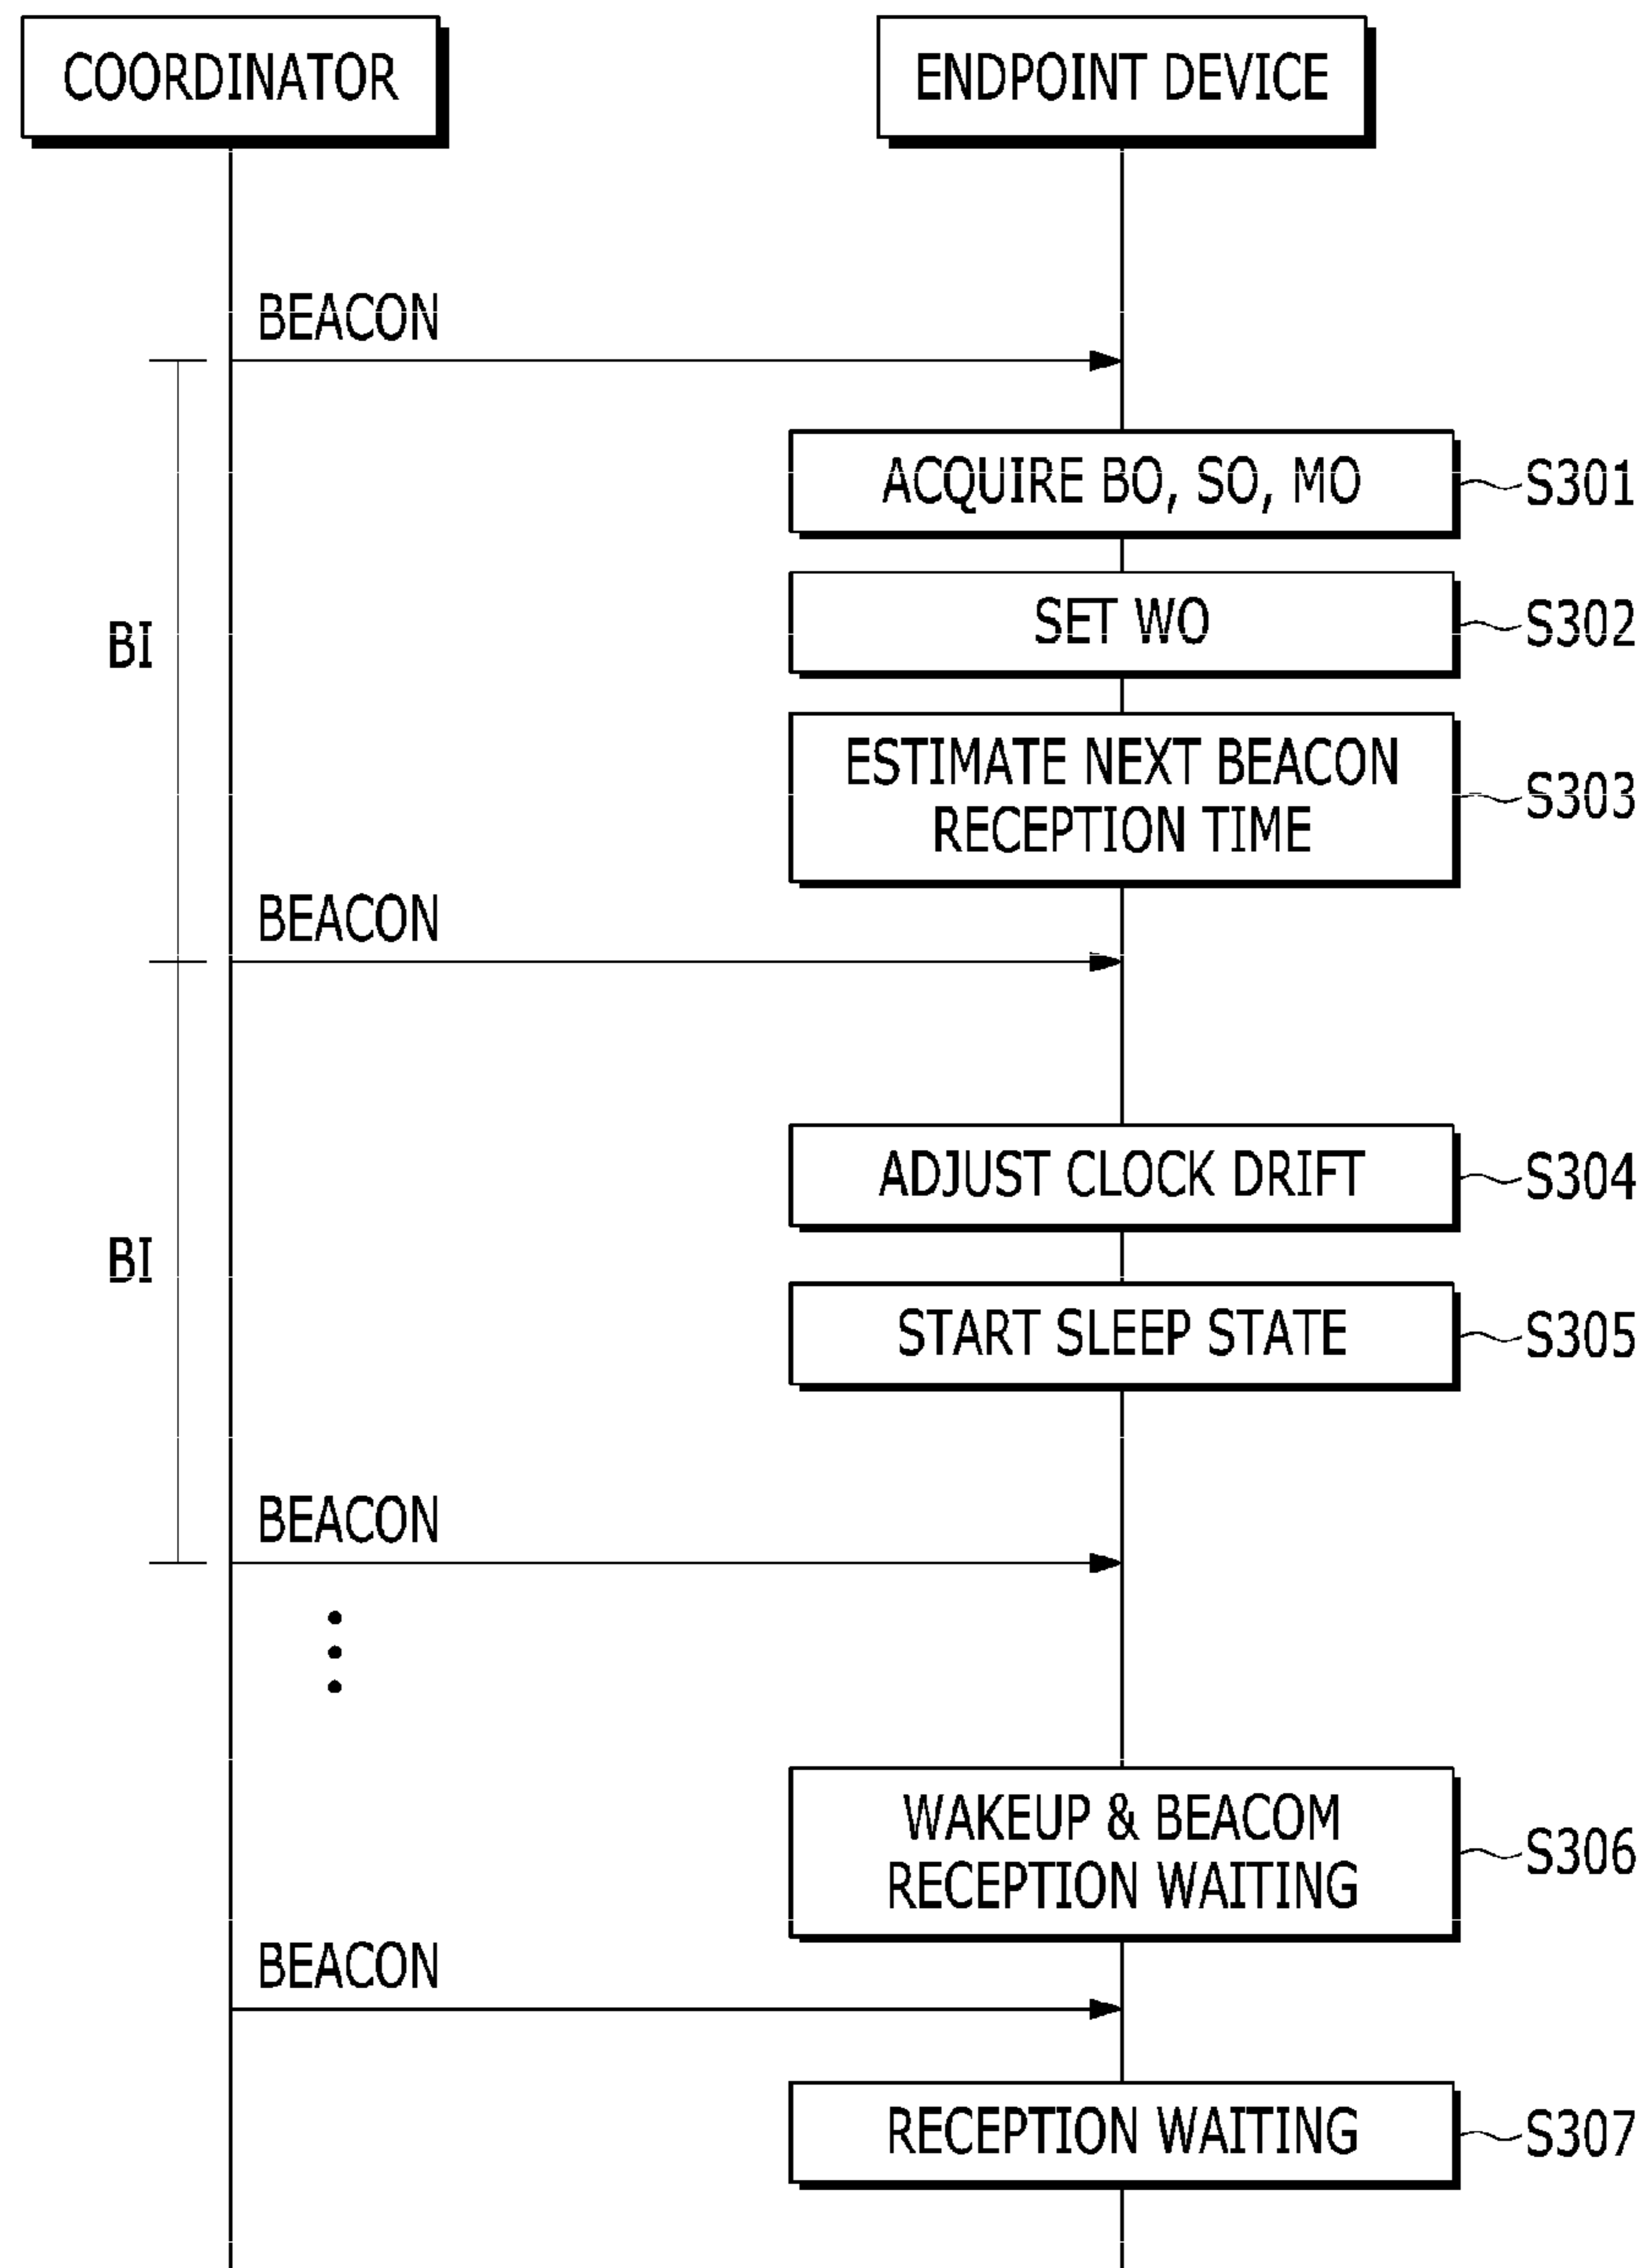 COORDINATOR
ENDPOINT DEVICE
BEACON
ACQUIRE BO, SO, MO
S301
BI
SET WO
S302
ESTIMATE NEXT BEACON
RECEPTION TIME
S303
BEACON
ADJUST CLOCK DRIFT
S304
BI
START SLEEP STATE
S305
BEACON
WAKEUP & BEACOM
RECEPTION WAITING
S306
BEACON
RECEPTION WAITING
S307